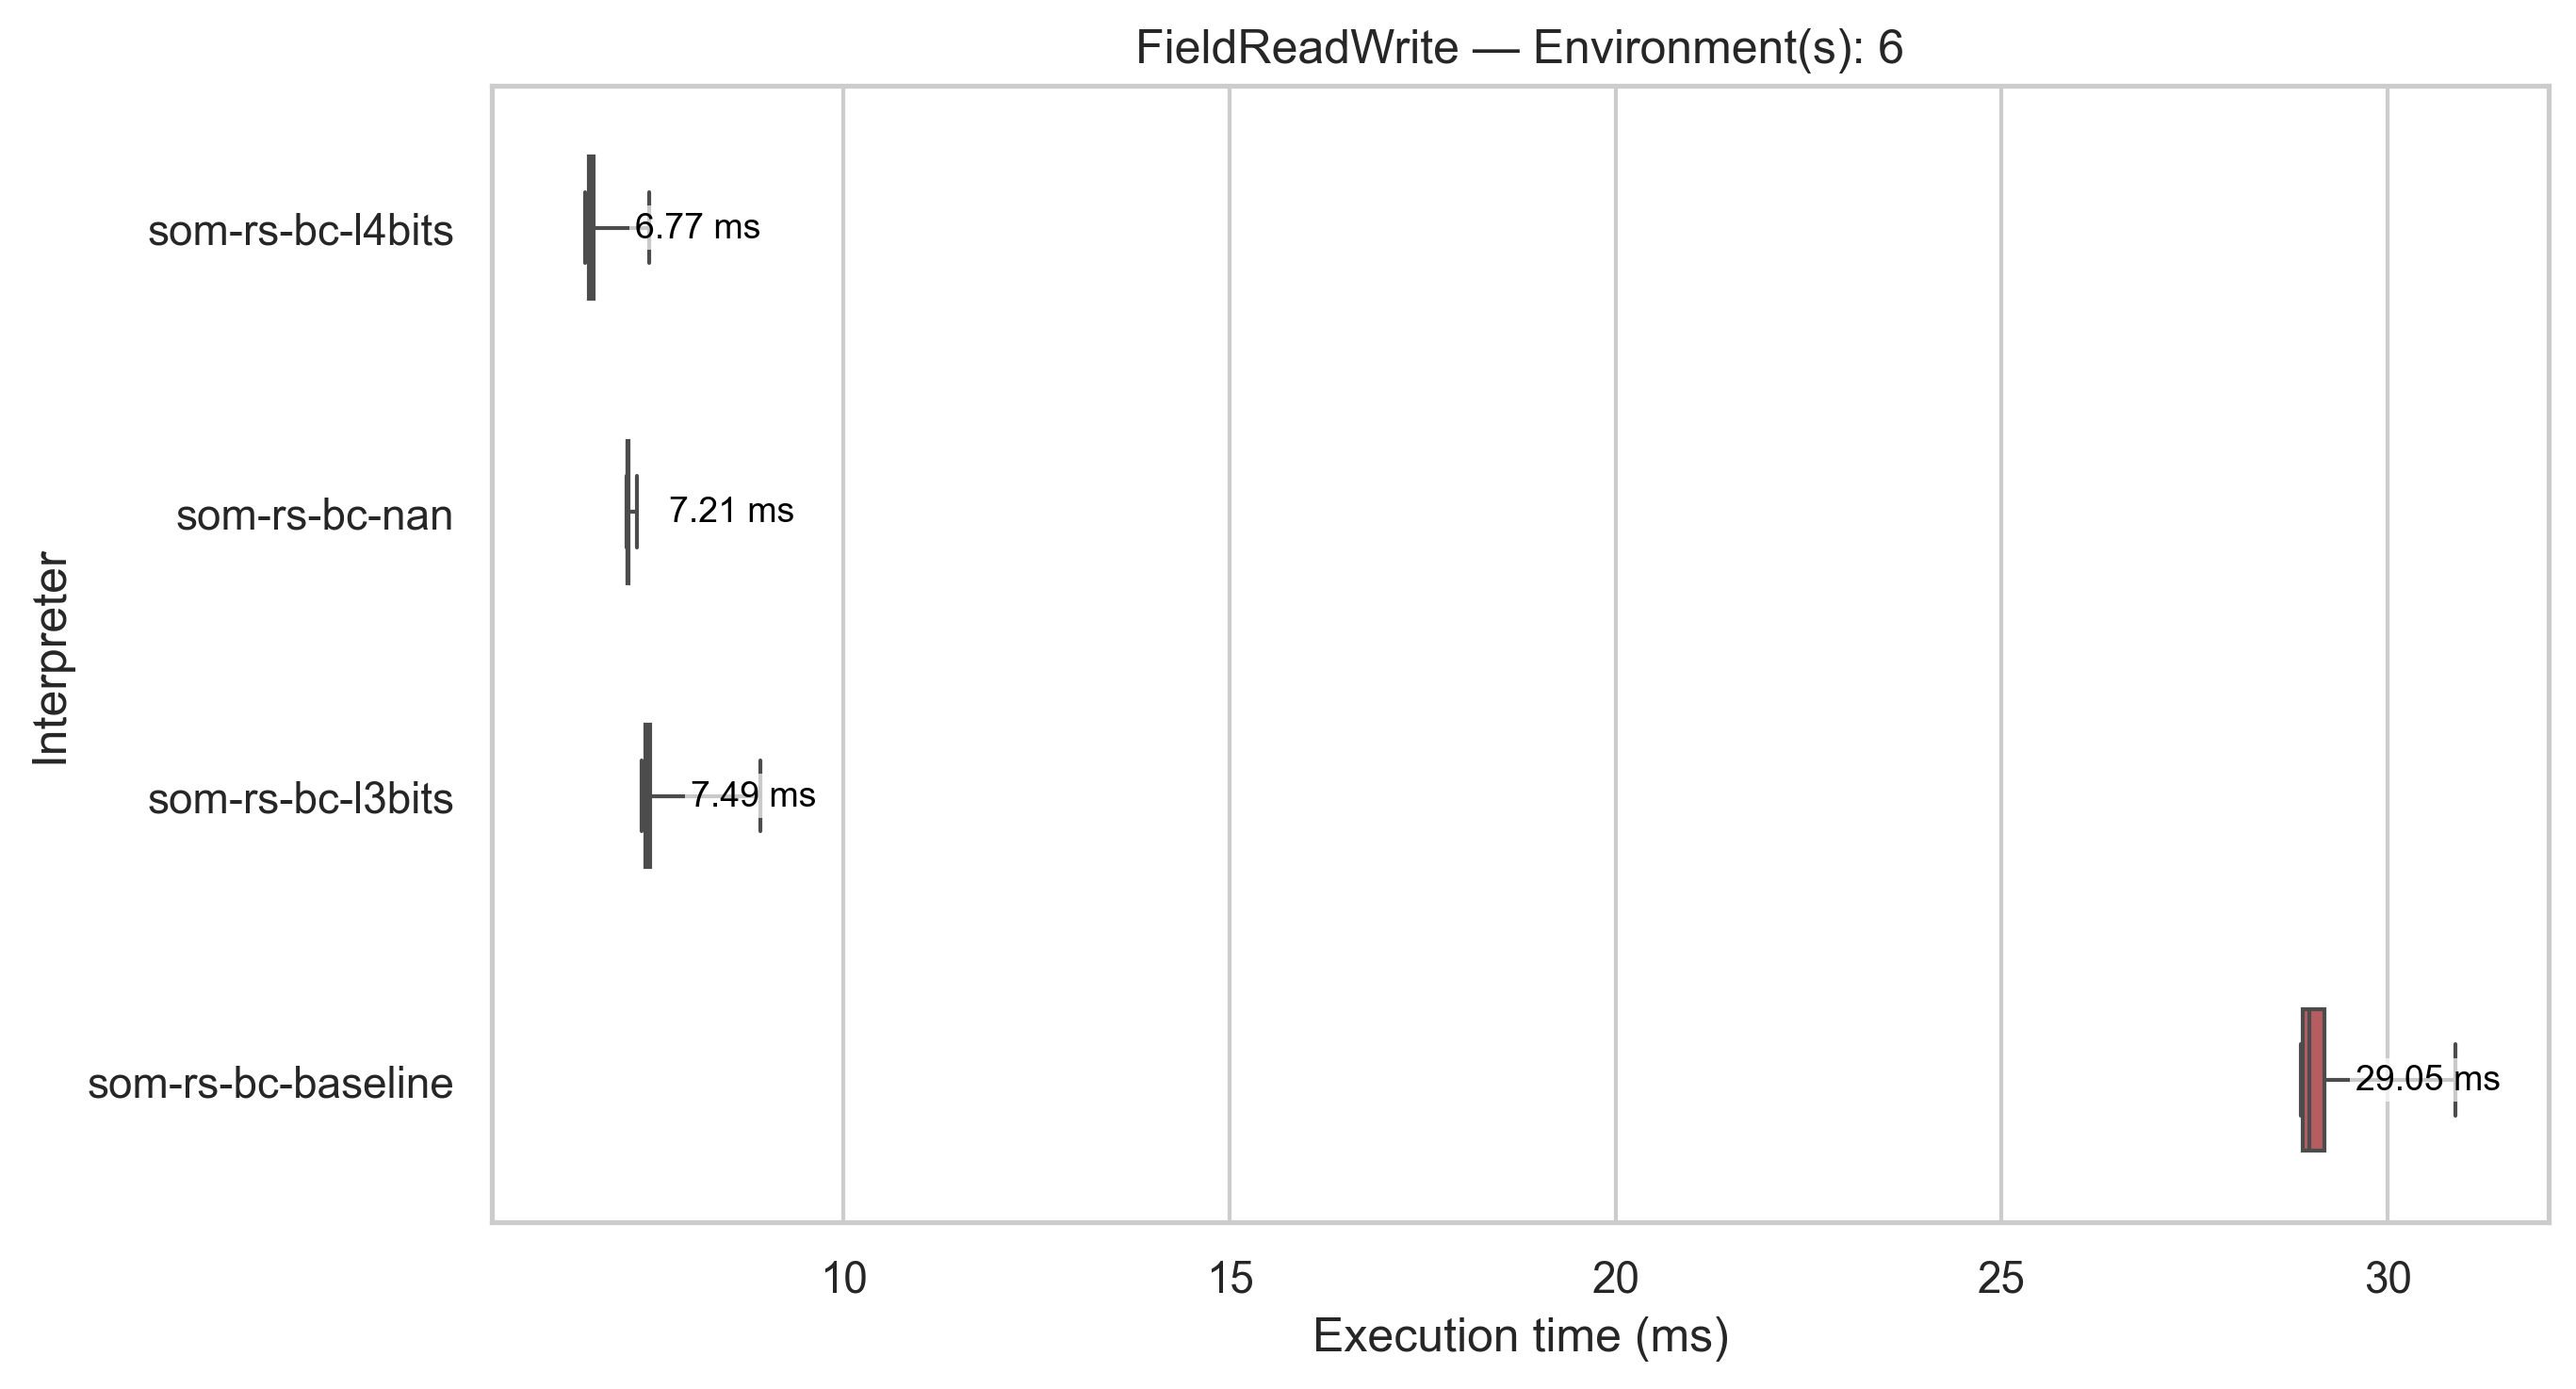 FieldReadWrite — Environment(s): 6
som-rs-bc-l4bits
6.77 ms
som-rs-bc-nan
7.21 ms
som-rs-bc-l3bits
7.49 ms
som-rs-bc-baseline
29.05 ms
Interpreter
10 15 20 25 30
Execution time (ms)